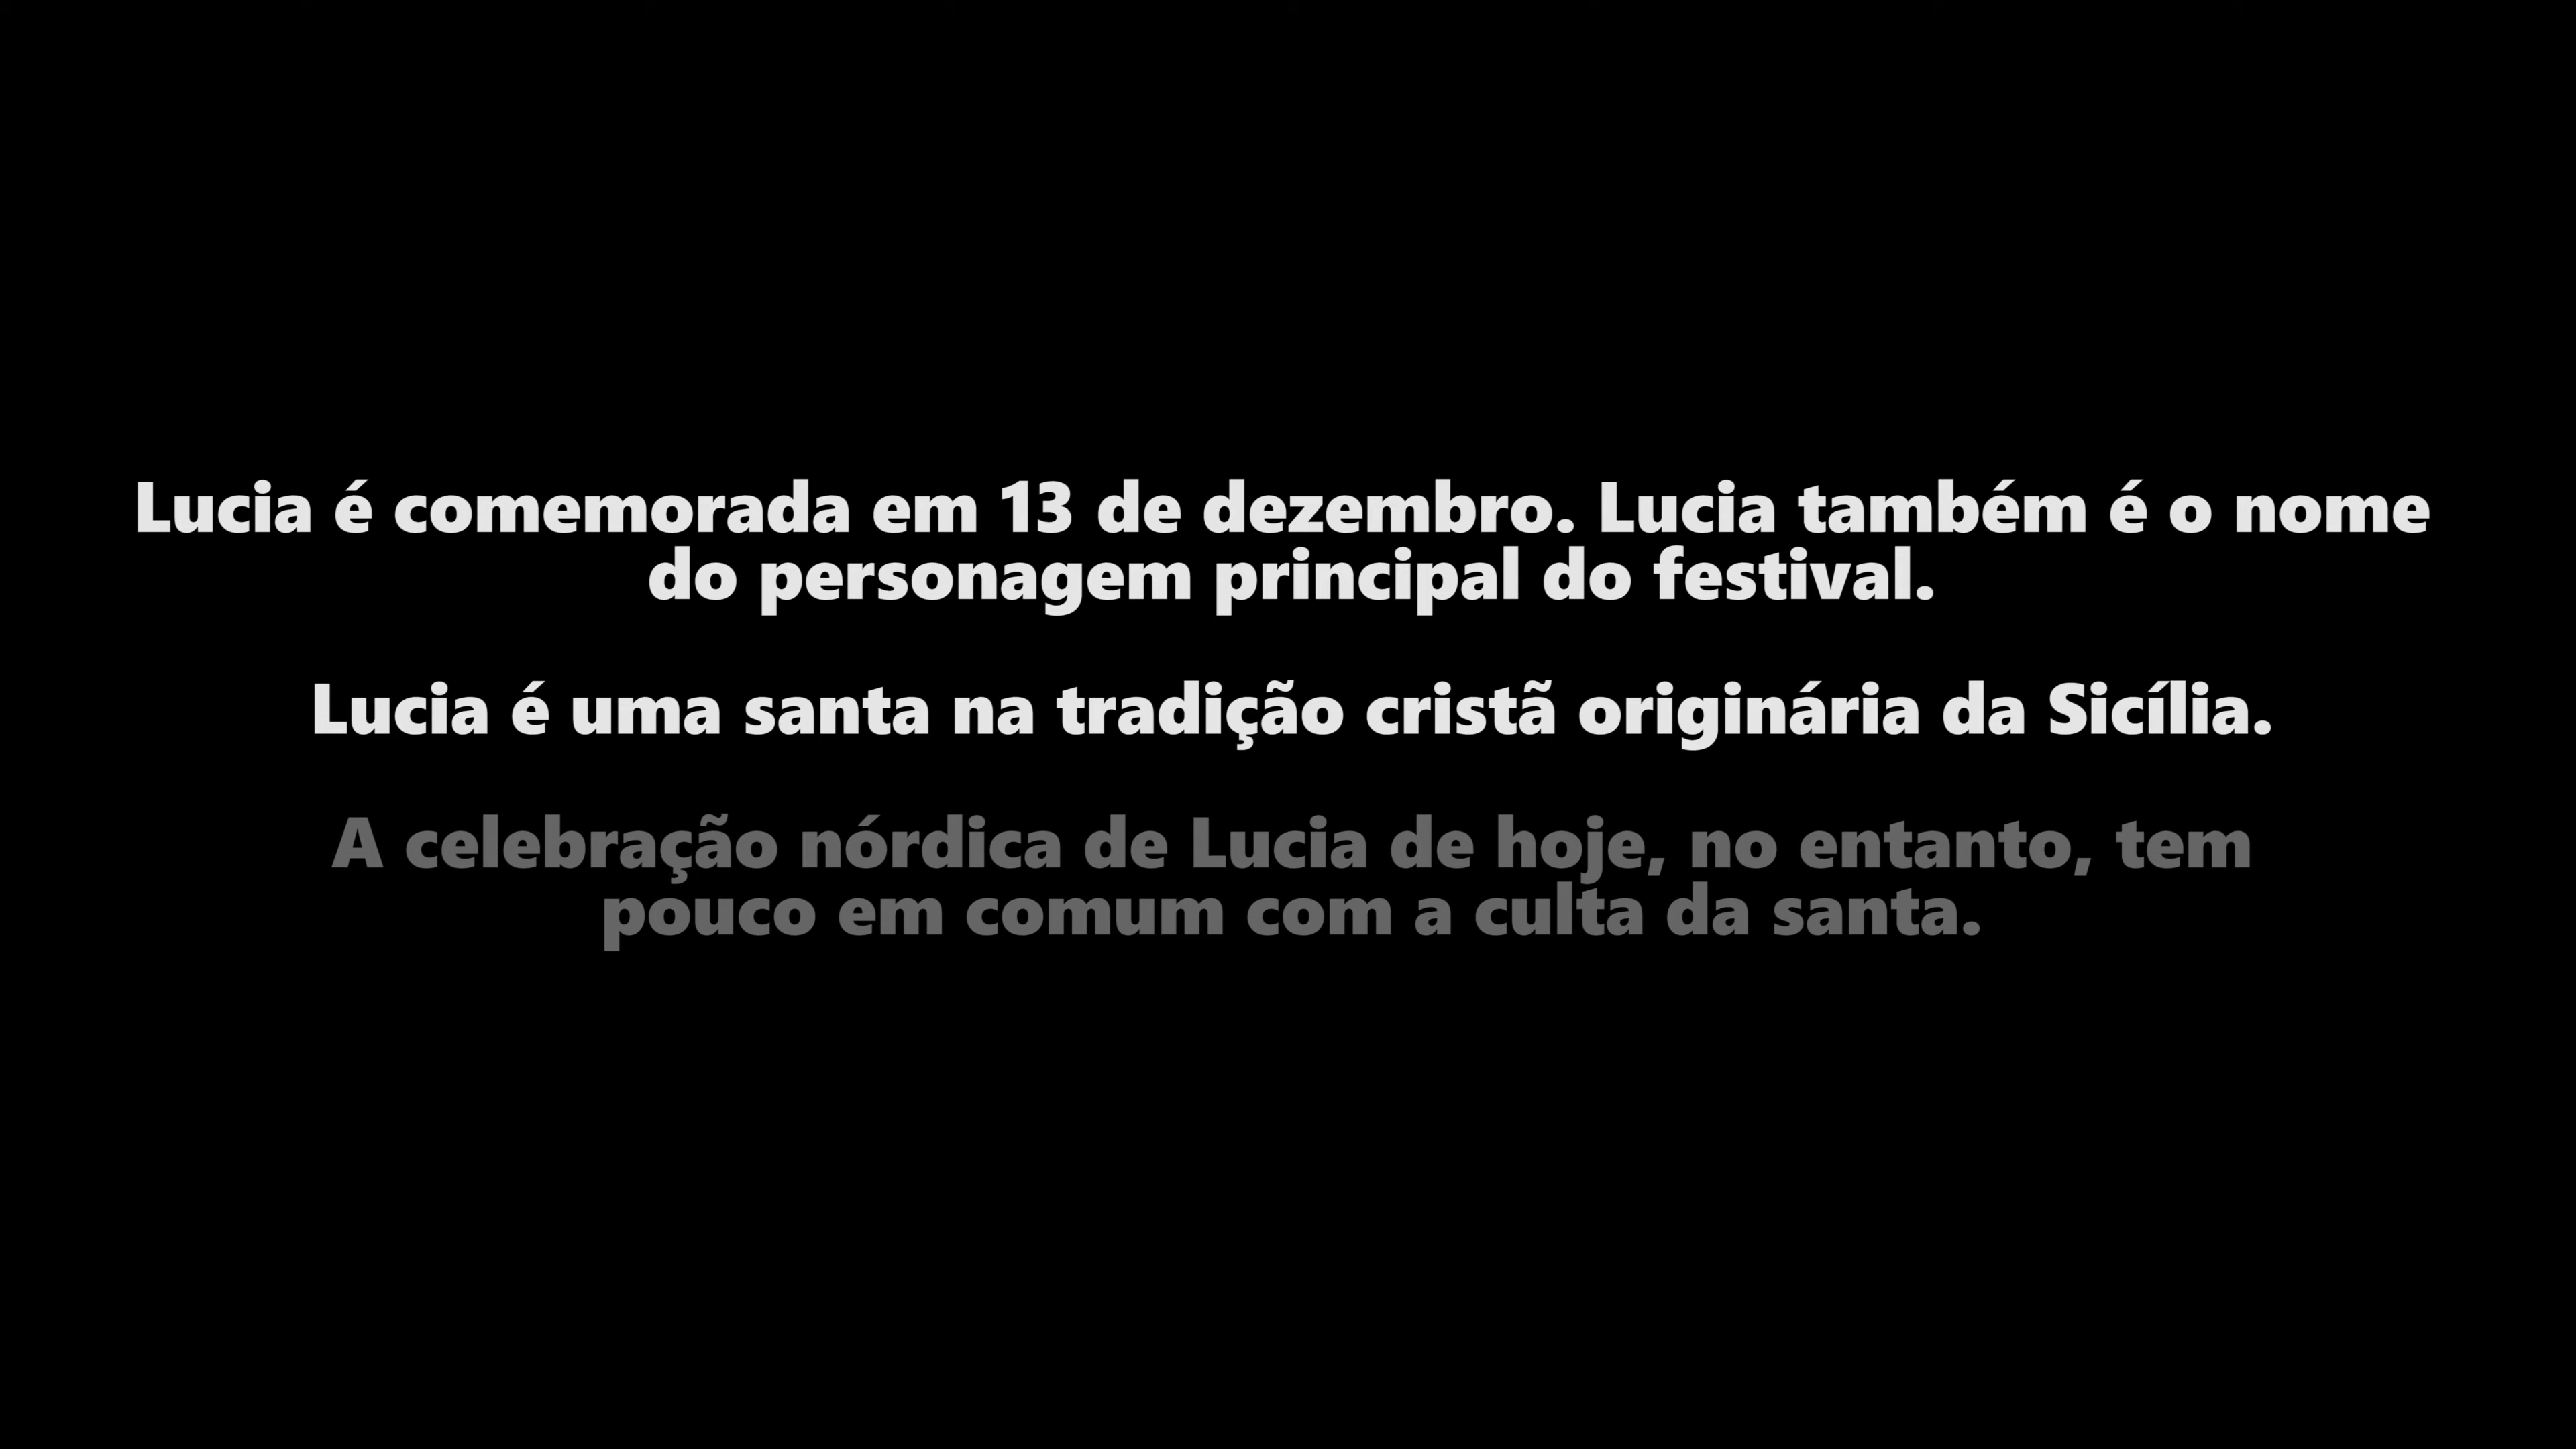 Lucia é comemorada em 13 de dezembro. Lucia também é o nome
do personagem principal do festival.
Lucia é uma santa na tradição cristã originária da Sicília.
A celebração nórdica de Lucia de hoje, no entanto, tem
pouco em comum com a culta da santa.